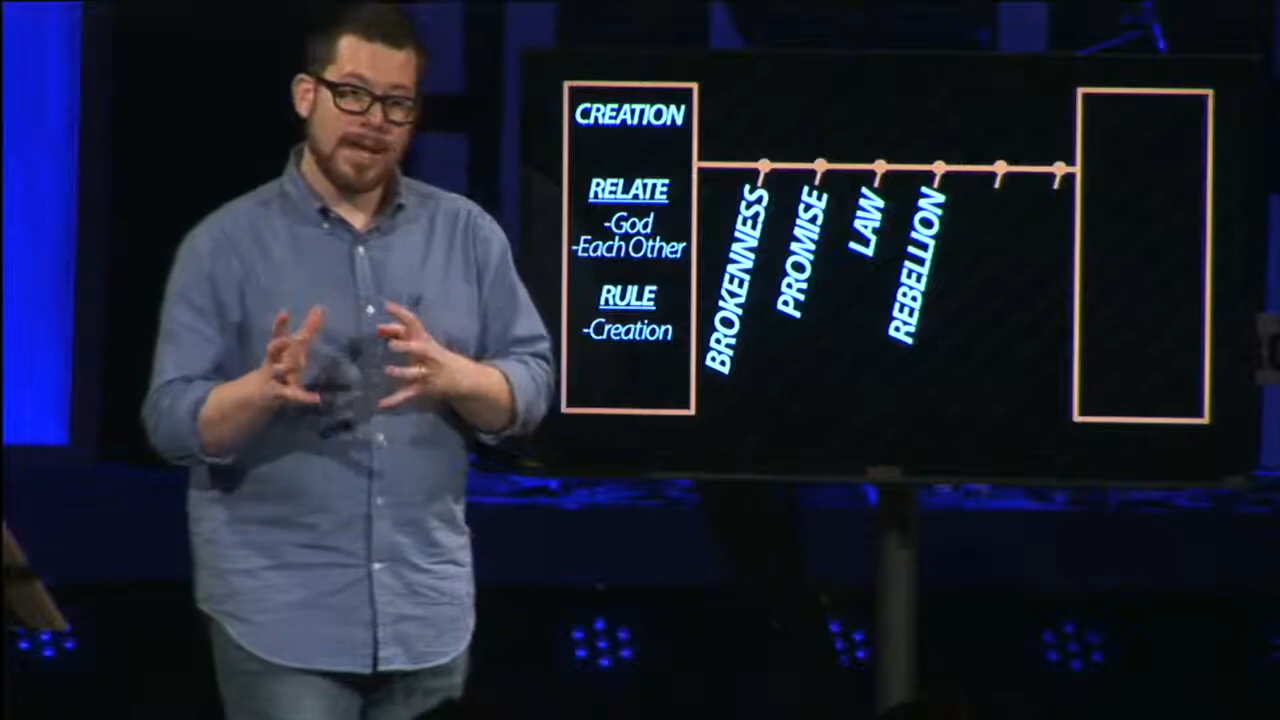 CREATION
RELATE
-God
-Each Other
RULE
-Creation
BROKENNESS
PROMISE
LAW
REBELLION